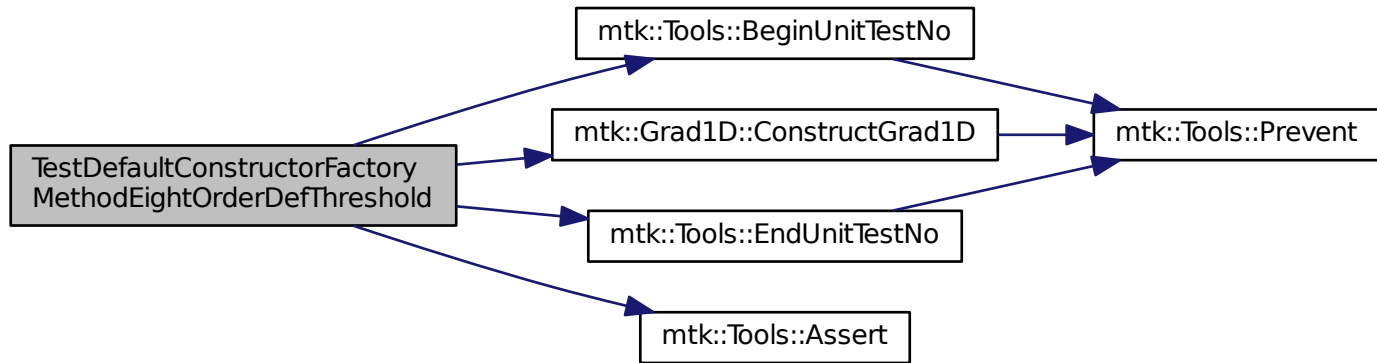 mtk::Tools::BeginUnitTestNo
mtk::Grad1D::ConstructGrad1D
mtk::Tools::Prevent
TestDefaultConstructorFactory
MethodEightOrderDefThreshold
mtk::Tools::EndUnitTestNo
mtk::Tools::Assert